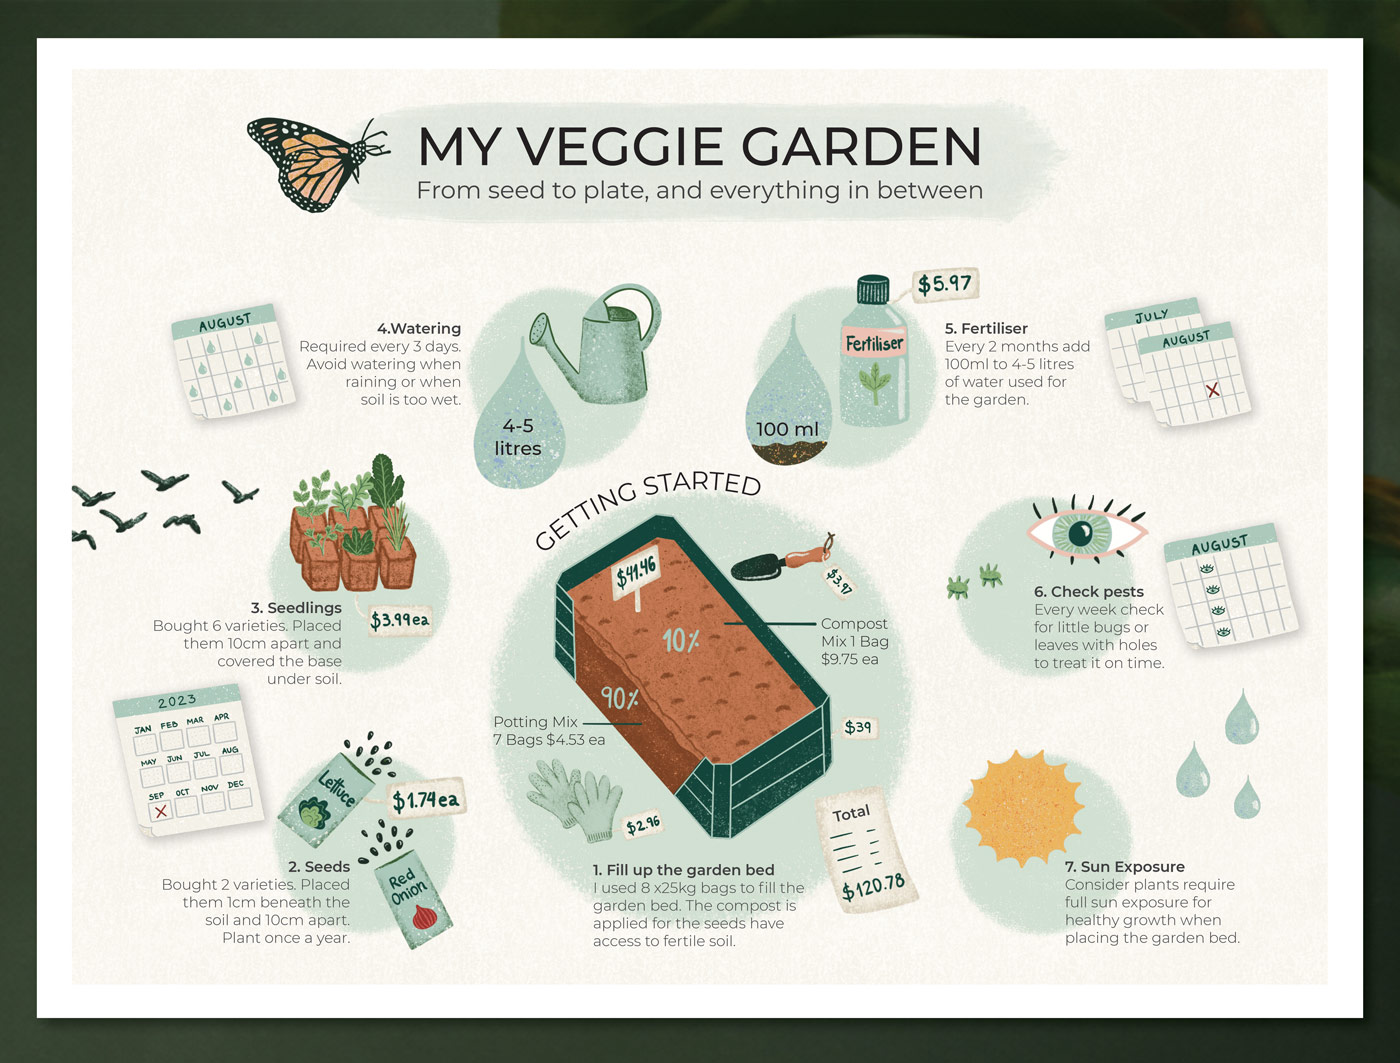 MY VEGGIE GARDEN
From seed to plate, and everything in between
AUGUST
4.Watering
Required every 3 days.
Avoid watering when
raining or when
soil is too wet.
4-5
litres
$5.97
Fertiliser
100 ml
5. Fertiliser
Every 2 months add
100ml to 4-5 litres
of water used for
the garden.
JULY
AUGUST
3. Seedlings
Bought 6 varieties. Placed
them 10cm apart and
covered the base
under soil.
$3.99ea
GETTING STARTED
$41.46
$3.97
10%
Compost
Mix 1 Bag
$9.75 ea
90%
Potting Mix
7 Bags $4.53 ea
$39
$2.96
6. Check pests
Every week check
for little bugs or
leaves with holes
to treat it on time.
AUGUST
2023
JAN FEB MAR APR
MAY JUN JUL AUG
SEP OCT NOV DEC
Lettuce
$1.74ea
Red
Onion
2. Seeds
Bought 2 varieties. Placed
them 1cm beneath the
soil and 10cm apart.
Plant once a year.
1. Fill up the garden bed
I used 8 x25kg bags to fill the
garden bed. The compost is
applied for the seeds have
access to fertile soil.
Total
$120.78
7. Sun Exposure
Consider plants require
full sun exposure for
healthy growth when
placing the garden bed.